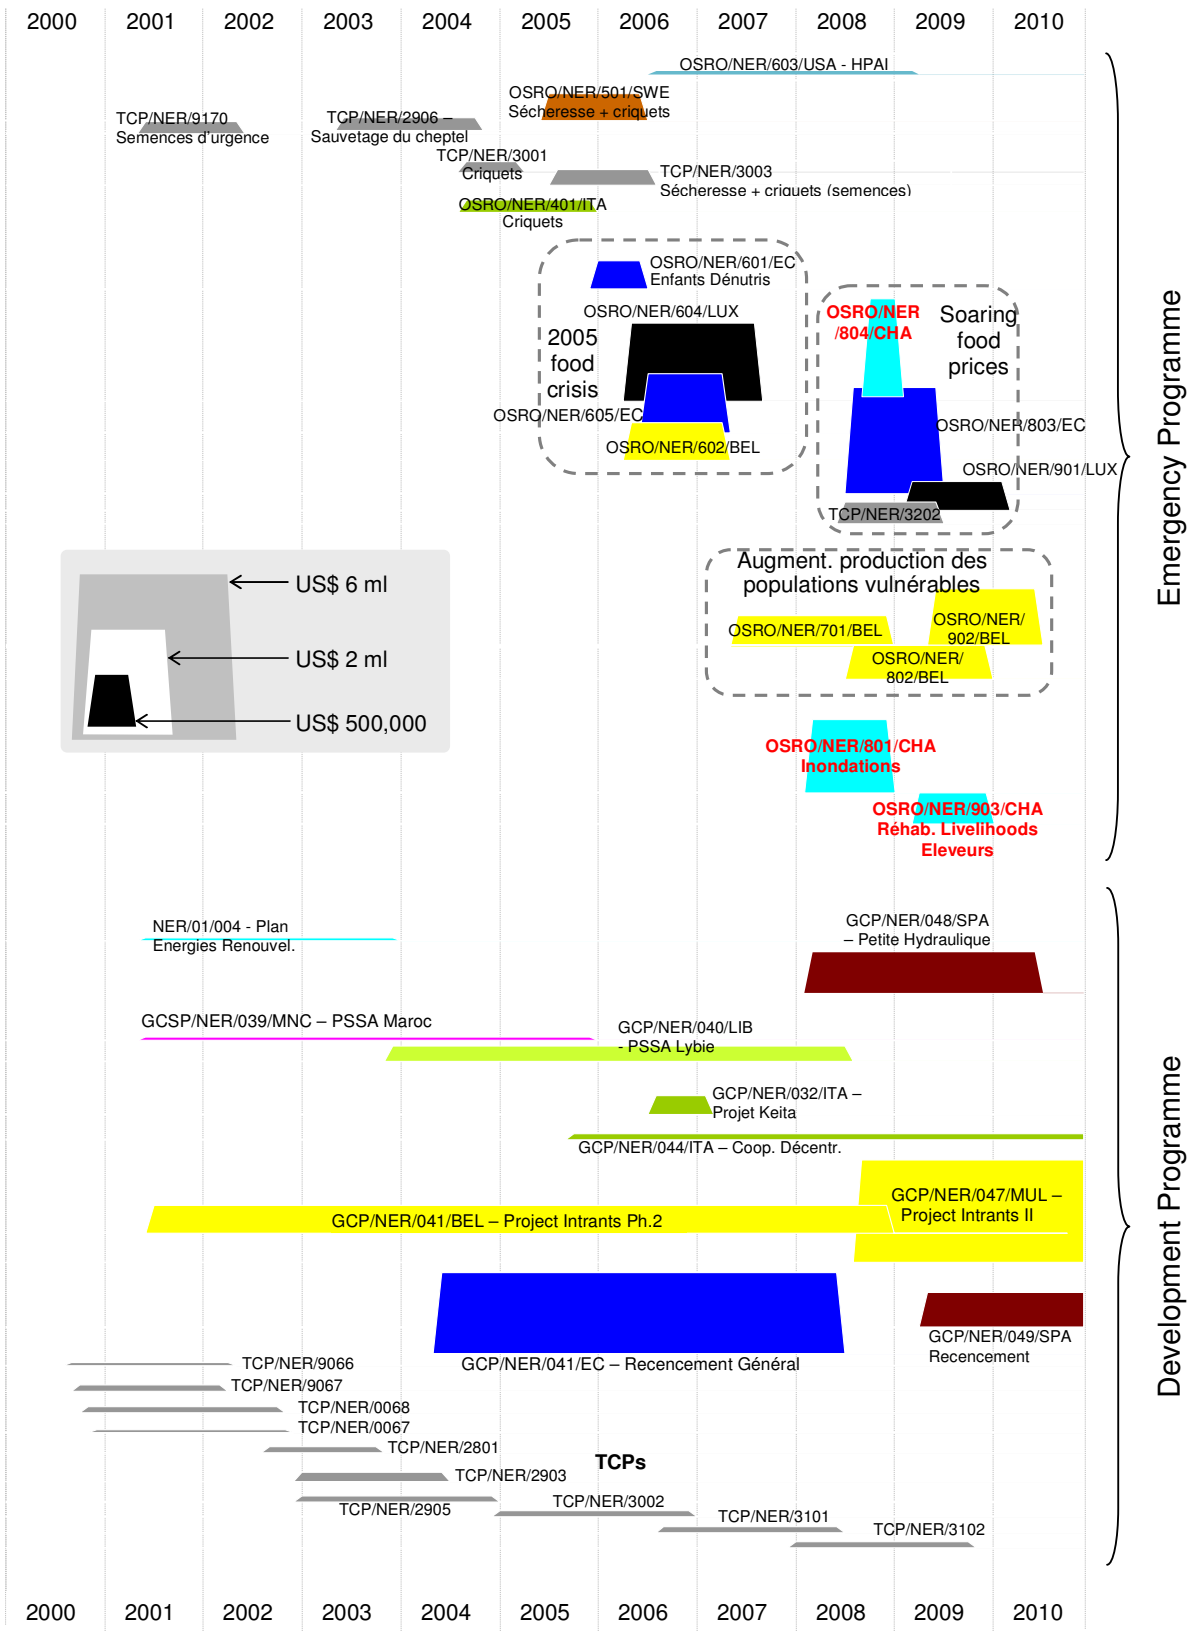 2000 2001 2002 2003 2004 2005 2006 2007 2008 2009 2010
OSRO/NER/603/USA - HPAI
OSRO/NER/501/SWE
Sécheresse + criquets
TCP/NER/9170
Semences d'urgence
TCP/NER/2906 –
Sauvetage du cheptel
TCP/NER/3001
Criquets
TCP/NER/3003
Sécheresse + criquets (semences)
OSRO/NER/401/ITA
Criquets
OSRO/NER/601/EC
Enfants Dénutris
OSRO/NER/604/LUX
2005
food
crisis
OSRO/NER/605/EC
OSRO/NER/602/BEL
OSRO/NER
/804/CHA
Soaring
food
prices
OSRO/NER/803/EC
OSRO/NER/901/LUX
TCP/NER/3202
Emergency Programme
US$ 6 ml
US$ 2 ml
US$ 500,000
Augment. production des
populations vulnérables
OSRO/NER/701/BEL
OSRO/NER/
902/BEL
OSRO/NER/
802/BEL
OSRO/NER/801/CHA
Inondations
OSRO/NER/903/CHA
Réhab. Livelihoods
Eleveurs
NER/01/004 - Plan
Energies Renouvel.
GCP/NER/048/SPA
– Petite Hydraulique
GCSP/NER/039/MNC – PSSA Maroc
GCP/NER/040/LIB
- PSSA Lybie
GCP/NER/032/ITA –
Projet Keita
GCP/NER/044/ITA – Coop. Décentr.
GCP/NER/047/MUL –
Project Intrants II
GCP/NER/041/BEL – Project Intrants Ph.2
GCP/NER/041/EC – Recencement Général
GCP/NER/049/SPA
Recencement
Development Programme
TCP/NER/9066
TCP/NER/9067
TCP/NER/0068
TCP/NER/0067
TCP/NER/2801
TCPs
TCP/NER/2903
TCP/NER/2905
TCP/NER/3002
TCP/NER/3101
TCP/NER/3102
2000 2001 2002 2003 2004 2005 2006 2007 2008 2009 2010